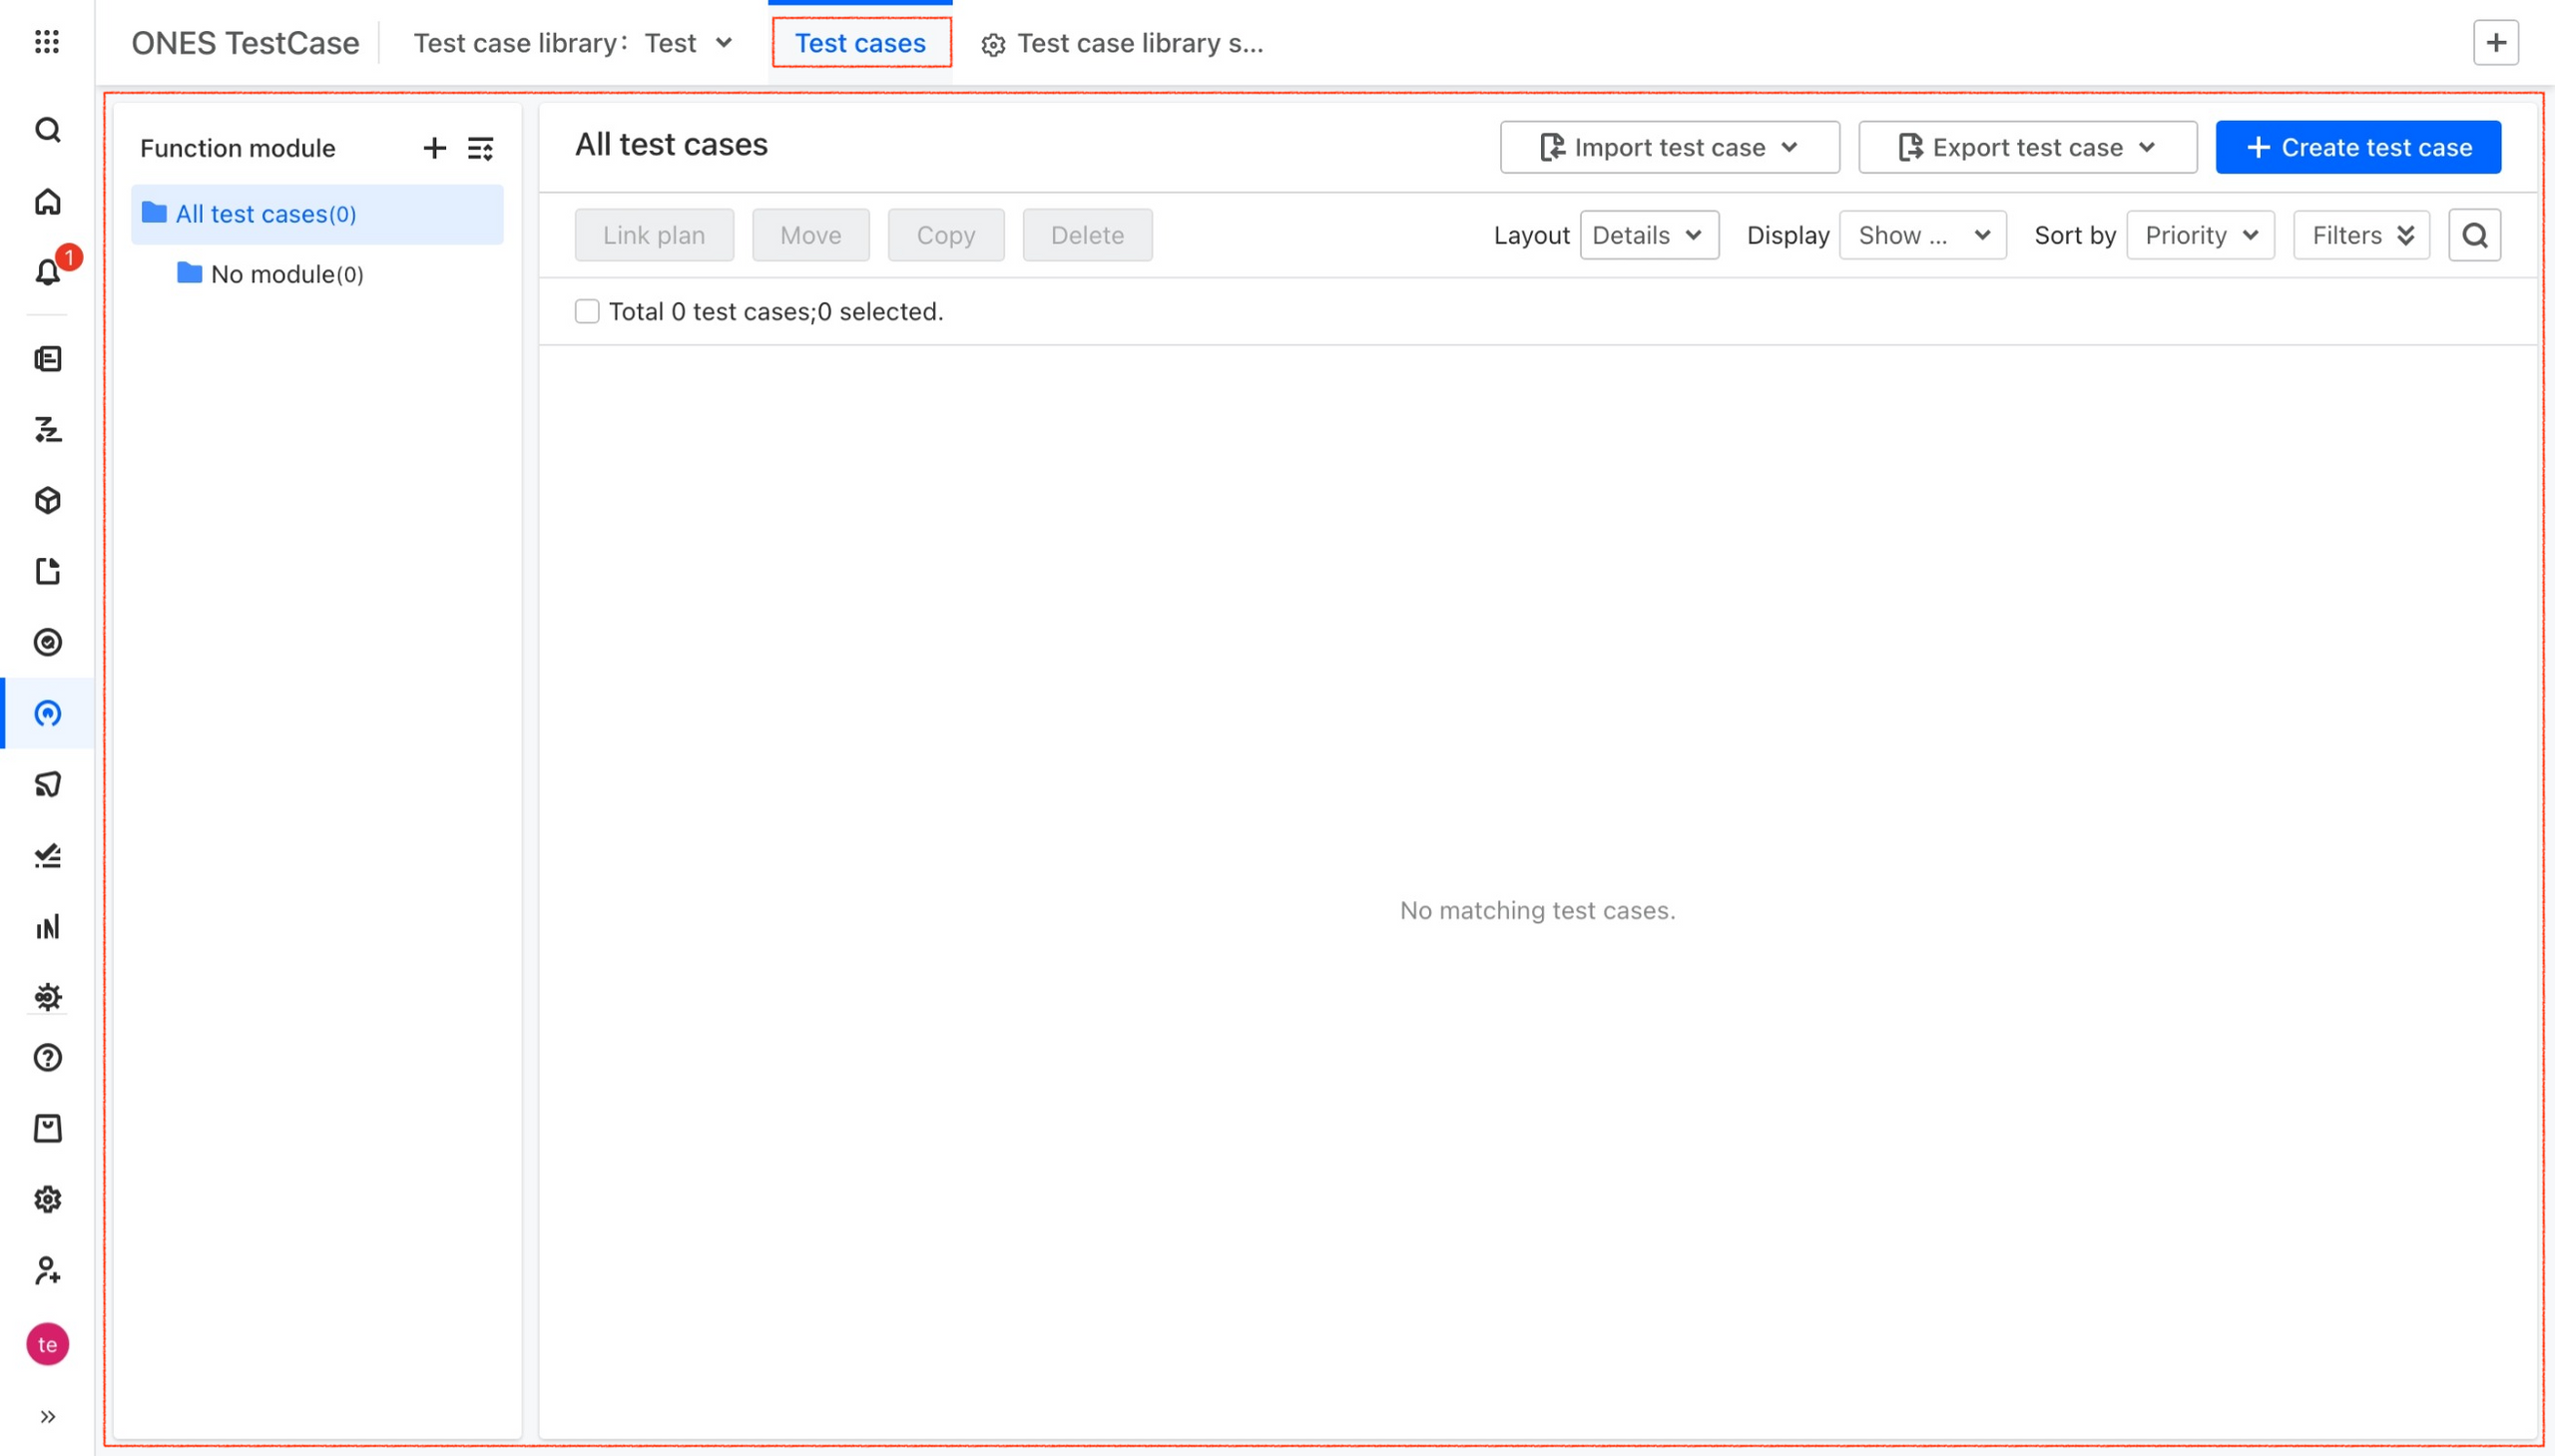 ONES TestCase
Test case library: Test
Test cases
Test case library s...
1
Function module
All test cases(0)
No module(0)
All test cases
Import test case
Export test case
Create test case
Link plan
Move
Copy
Delete
Layout
Details
Display
Show ...
Sort by
Priority
Filters
Total 0 test cases;0 selected.
No matching test cases.
te